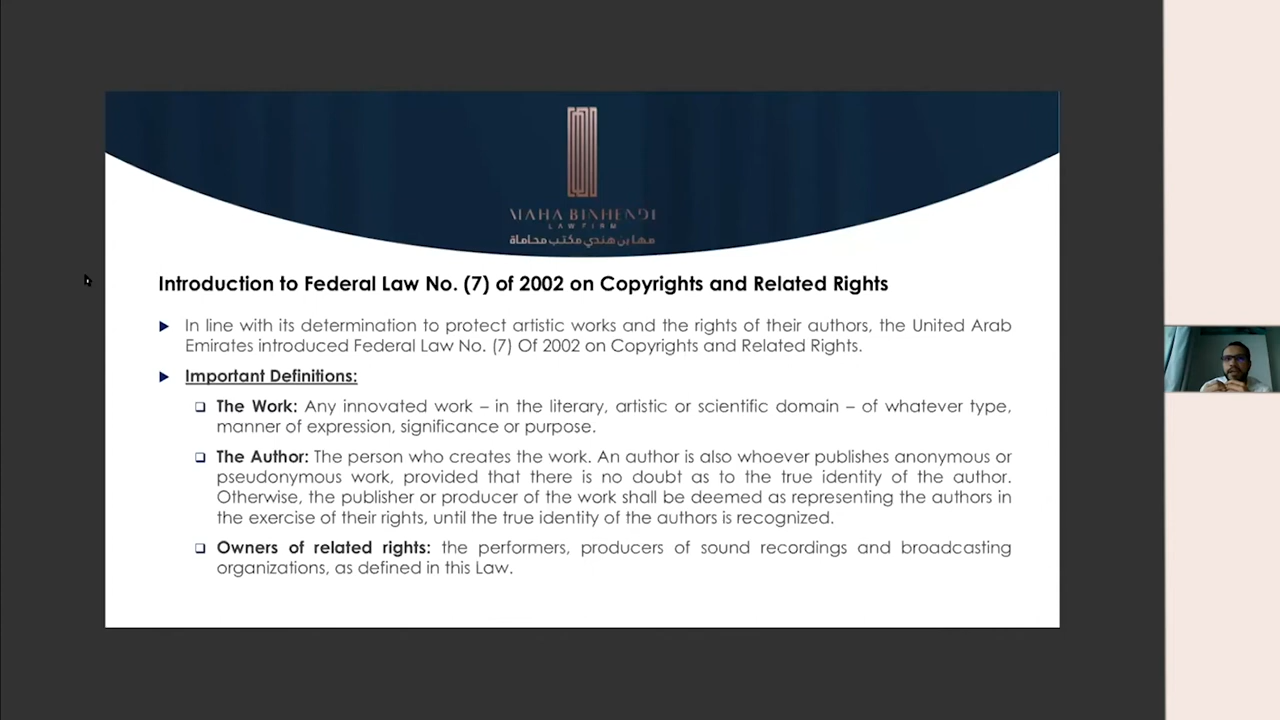 MAHA BINHENDI
LAW FIRM
مها بن هندي مكتب محاماة
Introduction to Federal Law No. (7) of 2002 on Copyrights and Related Rights
In line with its determination to protect artistic works and the rights of their authors, the United Arab
Emirates introduced Federal Law No. (7) Of 2002 on Copyrights and Related Rights.
Important Definitions:
The Work: Any innovated work – in the literary, artistic or scientific domain – of whatever type,
manner of expression, significance or purpose.
The Author: The person who creates the work. An author is also whoever publishes anonymous or
pseudonymous work, provided that there is no doubt as to the true identity of the author.
Otherwise, the publisher or producer of the work shall be deemed as representing the authors in
the exercise of their rights, until the true identity of the authors is recognized.
Owners of related rights: the performers, producers of sound recordings and broadcasting
organizations, as defined in this Law.